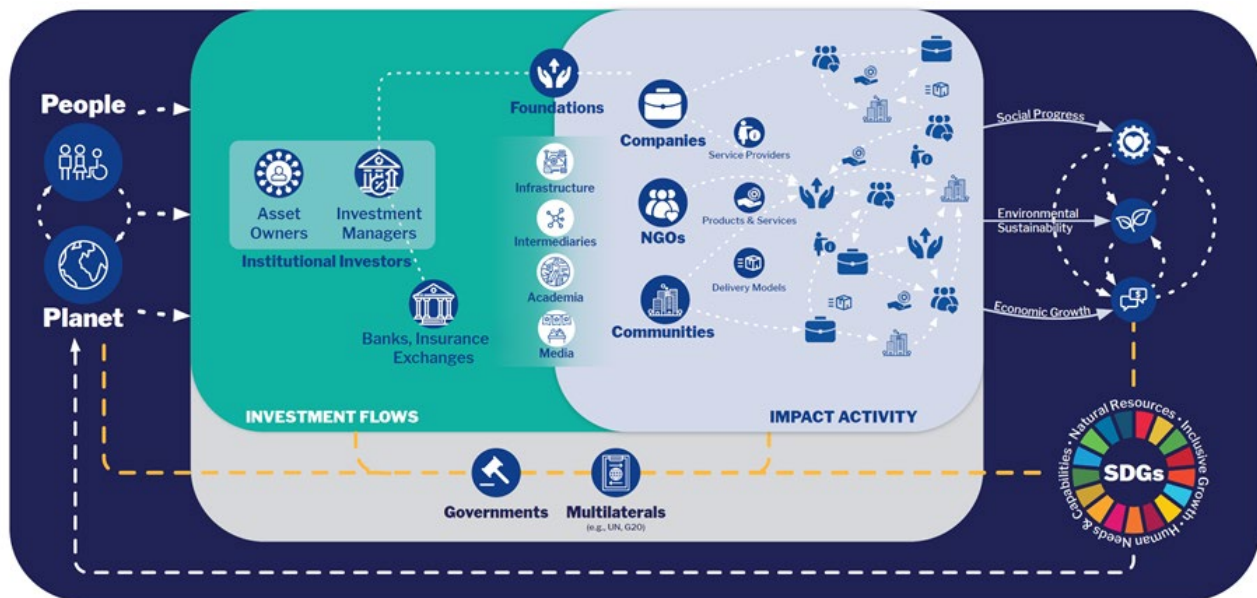 People
Planet
Asset
Owners
Investment
Managers
Institutional Investors
Banks, Insurance
Exchanges
Foundations
Infrastructure
Intermediaries
Academia
Media
Companies
NGOs
Communities
Service Providers
Products & Services
Delivery Models
INVESTMENT FLOWS
IMPACT ACTIVITY
Governments
Multilaterals
(e.g., UN, G20)
Social Progress
Environmental
Sustainability
Economic Growth
SDGs
Natural Resources • Inclusive Growth • Human Needs & Capabilities •